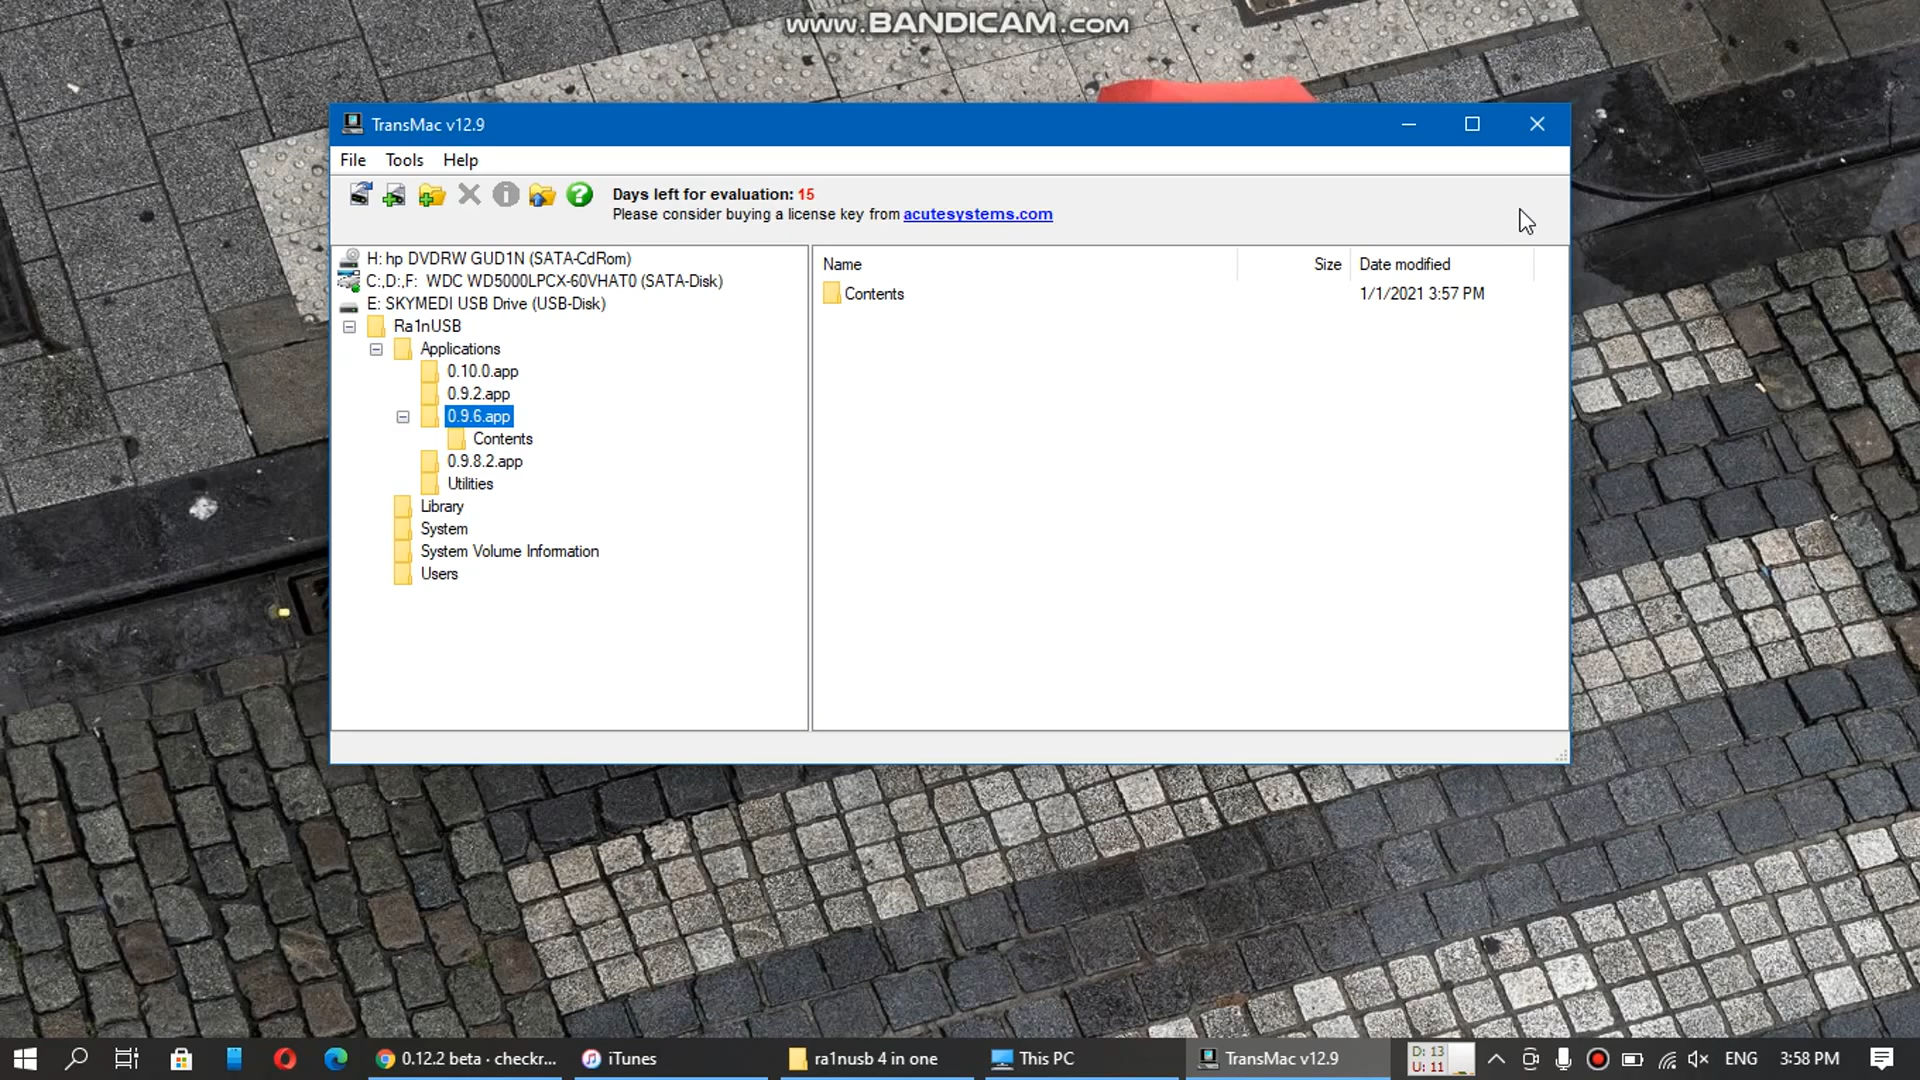 www.BANDICAM.com
TransMac v12.9
File Tools Help
Days left for evaluation: 15
Please consider buying a license key from acutesystems.com
H: hp DVDRW GUD1N (SATA-CdRom)
C:,D:,F: WDC WD5000LPCX-60VHAT0 (SATA-Disk)
E: SKYMEDI USB Drive (USB-Disk)
Ra1nUSB
Applications
0.10.0.app
0.9.2.app
0.9.6.app
Contents
0.9.8.2.app
Utilities
Library
System
System Volume Information
Users
Name Size Date modified
Contents 1/1/2021 3:57 PM
0.12.2 beta · checkr... iTunes ra1nusb 4 in one This PC TransMac v12.9 D: 13 ENG 3:58 PM
U: 11